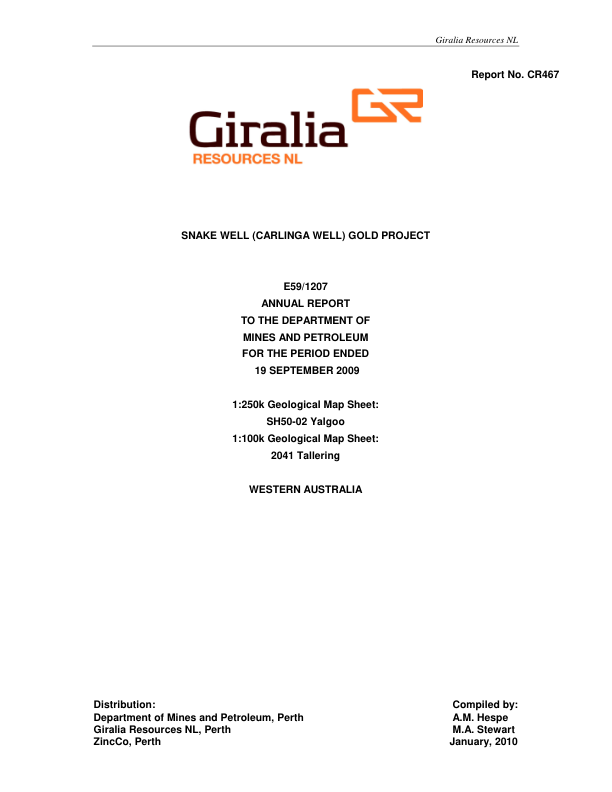 Giralia Resources NL
Report No. CR467
GR
Giralia
RESOURCES NL
SNAKE WELL (CARLINGA WELL) GOLD PROJECT
E59/1207
ANNUAL REPORT
TO THE DEPARTMENT OF
MINES AND PETROLEUM
FOR THE PERIOD ENDED
19 SEPTEMBER 2009
1:250k Geological Map Sheet:
SH50-02 Yalgoo
1:100k Geological Map Sheet:
2041 Tallering
WESTERN AUSTRALIA
Distribution:
Department of Mines and Petroleum, Perth
Giralia Resources NL, Perth
ZincCo, Perth
Compiled by:
A.M. Hespe
M.A. Stewart
January, 2010